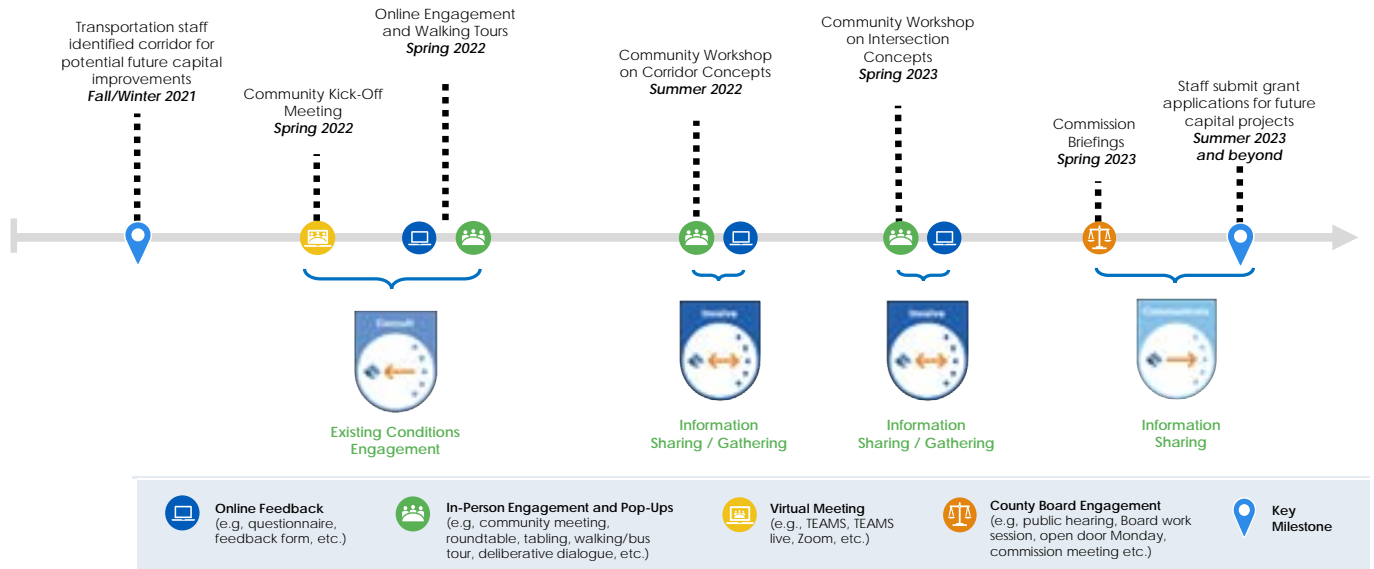 Transportation staff
identified corridor for
potential future capital
improvements
Fall/Winter 2021
Community Kick-Off
Meeting
Spring 2022
Online Engagement
and Walking Tours
Spring 2022
Community Workshop
on Corridor Concepts
Summer 2022
Community Workshop
on Intersection
Concepts
Spring 2023
Commission
Briefings
Spring 2023
Staff submit grant
applications for future
capital projects
Summer 2023
and beyond
Consult
Involve
Involve
Communicate
Existing Conditions
Engagement
Information
Sharing / Gathering
Information
Sharing / Gathering
Information
Sharing
Online Feedback
(e.g, questionnaire,
feedback form, etc.)
In-Person Engagement and Pop-Ups
(e.g, community meeting,
roundtable, tabling, walking/bus
tour, deliberative dialogue, etc.)
Virtual Meeting
(e.g., TEAMS, TEAMS
live, Zoom, etc.)
County Board Engagement
(e.g, public hearing, Board work
session, open door Monday,
commission meeting etc.)
Key
Milestone